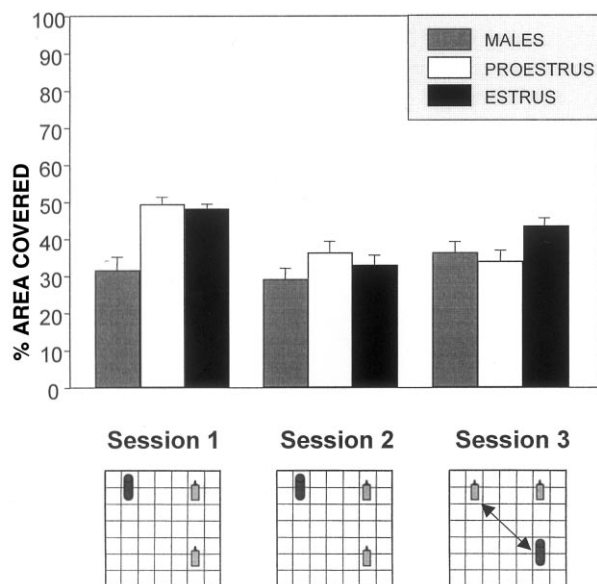 100
90
80
70
60
50
40
30
20
10
0
% AREA COVERED
MALES
PROESTRUS
ESTRUS
Session 1 Session 2 Session 3